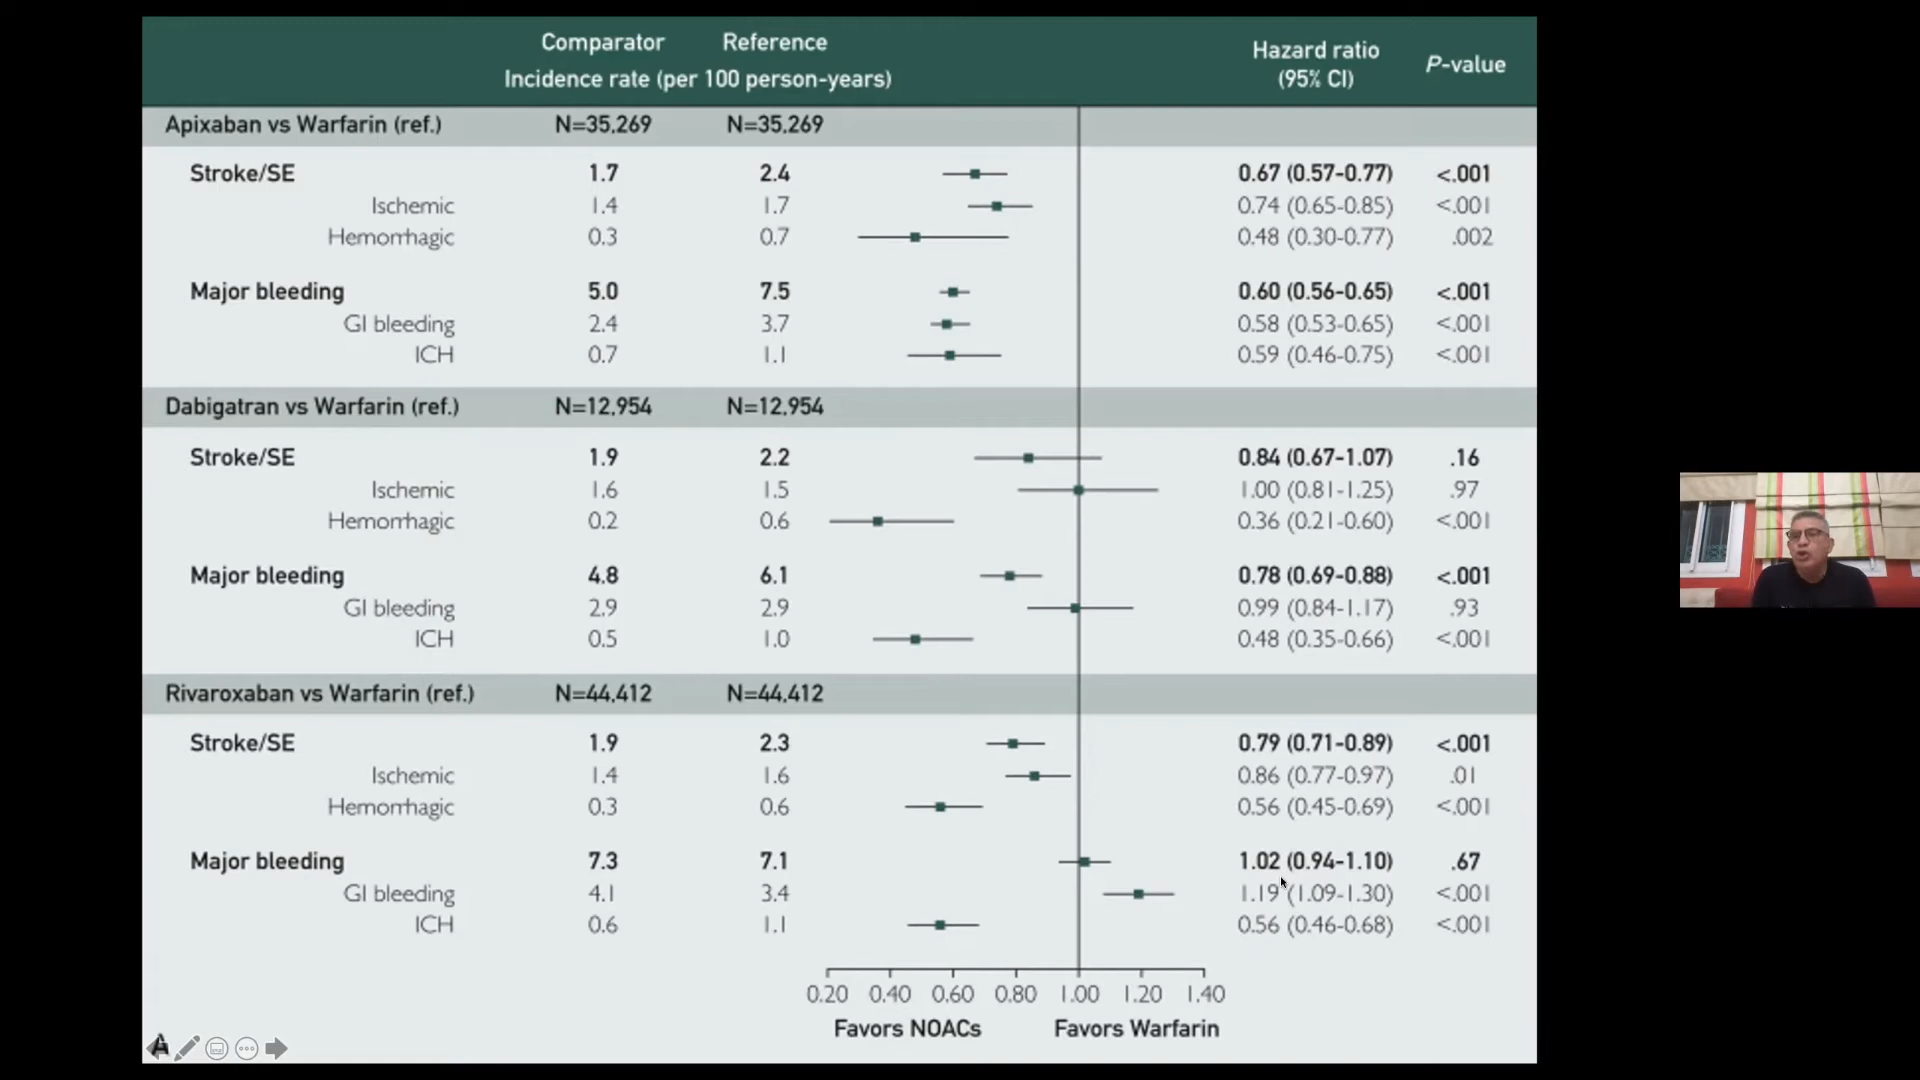 Comparator Reference
Incidence rate (per 100 person-years)
Hazard ratio
(95% CI)
P-value
Apixaban vs Warfarin (ref.) N=35,269 N=35,269
Stroke/SE 1.7 2.4 0.67 (0.57-0.77) <.001
Ischemic 1.4 1.7 0.74 (0.65-0.85) <.001
Hemorrhagic 0.3 0.7 0.48 (0.30-0.77) .002
Major bleeding 5.0 7.5 0.60 (0.56-0.65) <.001
GI bleeding 2.4 3.7 0.58 (0.53-0.65) <.001
ICH 0.7 1.1 0.59 (0.46-0.75) <.001
Dabigatran vs Warfarin (ref.) N=12,954 N=12,954
Stroke/SE 1.9 2.2 0.84 (0.67-1.07) .16
Ischemic 1.6 1.5 1.00 (0.81-1.25) .97
Hemorrhagic 0.2 0.6 0.36 (0.21-0.60) <.001
Major bleeding 4.8 6.1 0.78 (0.69-0.88) <.001
GI bleeding 2.9 2.9 0.99 (0.84-1.17) .93
ICH 0.5 1.0 0.48 (0.35-0.66) <.001
Rivaroxaban vs Warfarin (ref.) N=44,412 N=44,412
Stroke/SE 1.9 2.3 0.79 (0.71-0.89) <.001
Ischemic 1.4 1.6 0.86 (0.77-0.97) .01
Hemorrhagic 0.3 0.6 0.56 (0.45-0.69) <.001
Major bleeding 7.3 7.1 1.02 (0.94-1.10) .67
GI bleeding 4.1 3.4 1.19 (1.09-1.30) <.001
ICH 0.6 1.1 0.56 (0.46-0.68) <.001
0.20 0.40 0.60 0.80 1.00 1.20 1.40
Favors NOACs Favors Warfarin
A